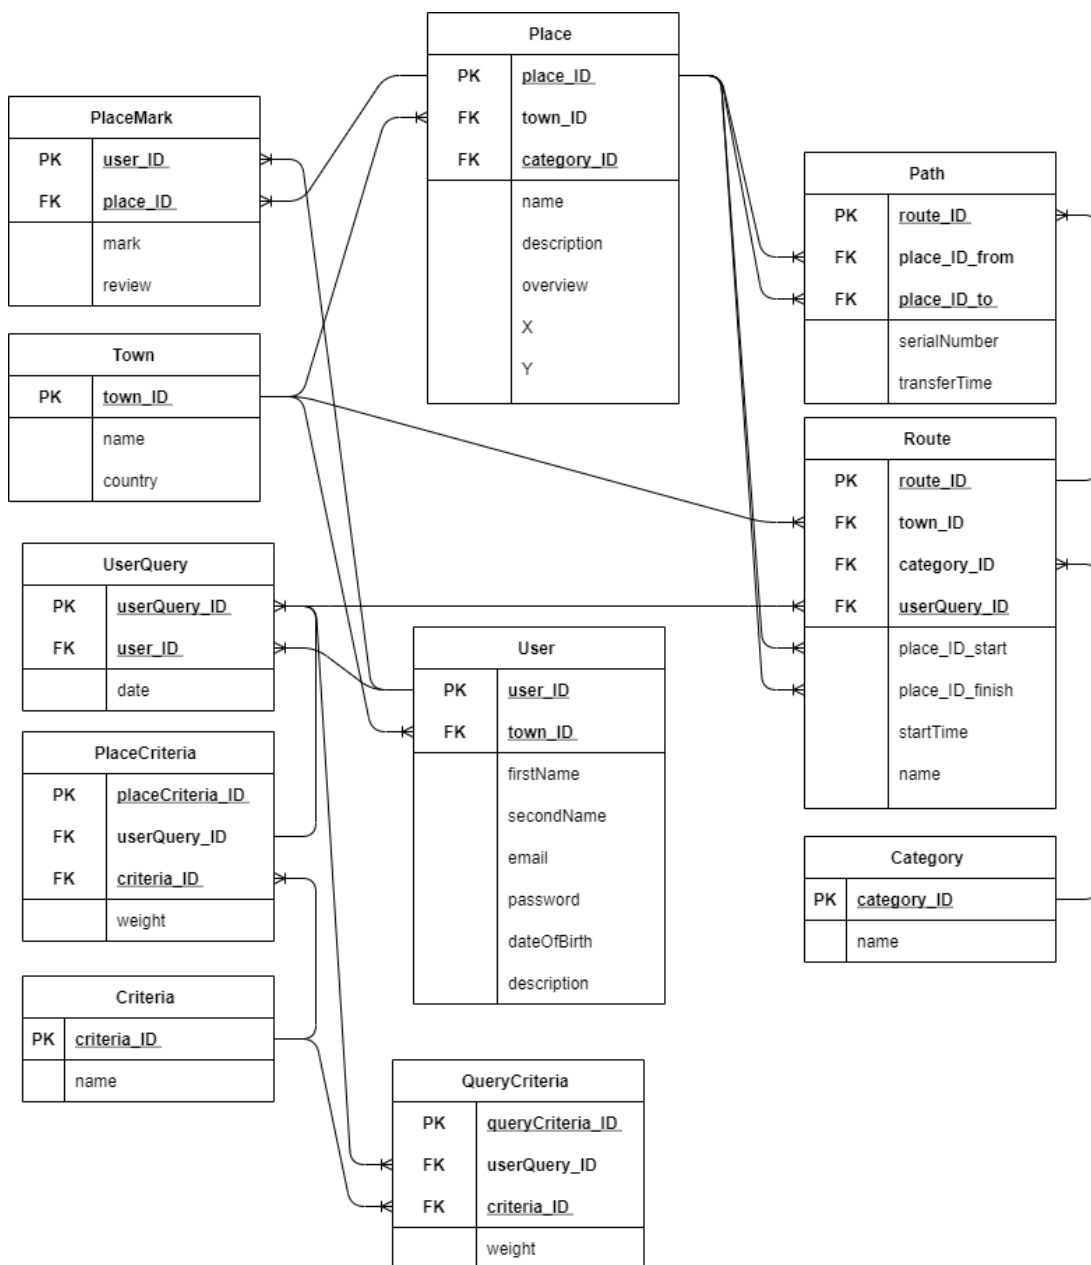 Place
PK place_ID
FK town_ID
FK category_ID
name
description
overview
X
Y
PlaceMark
PK user_ID
FK place_ID
mark
review
Town
PK town_ID
name
country
Path
PK route_ID
FK place_ID_from
FK place_ID_to
serialNumber
transferTime
Route
PK route_ID
FK town_ID
FK category_ID
FK userQuery_ID
place_ID_start
place_ID_finish
startTime
name
UserQuery
PK userQuery_ID
FK user_ID
date
User
PK user_ID
FK town_ID
firstName
secondName
email
password
dateOfBirth
description
PlaceCriteria
PK placeCriteria_ID
FK userQuery_ID
FK criteria_ID
weight
Category
PK category_ID
name
Criteria
PK criteria_ID
name
QueryCriteria
PK queryCriteria_ID
FK userQuery_ID
FK criteria_ID
weight